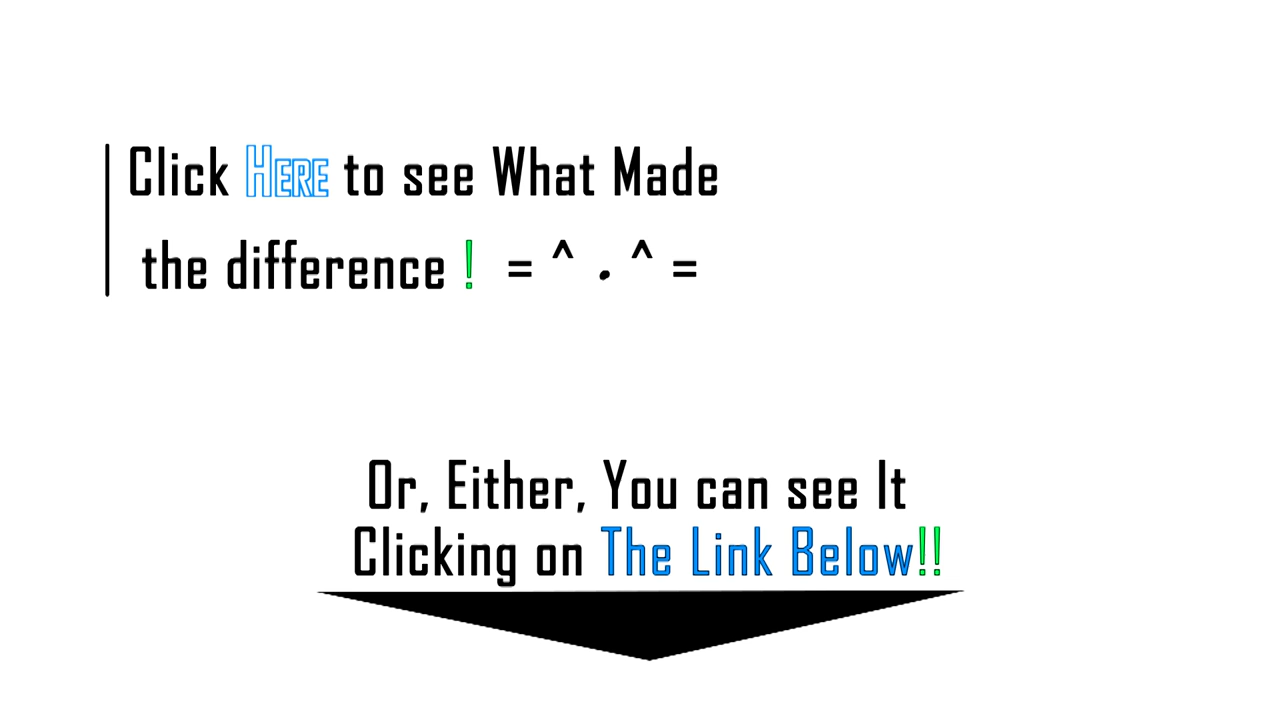 Click Here to see What Made
the difference ! = ^ . ^ =
Or, Either, You can see It
Clicking on The Link Below!!